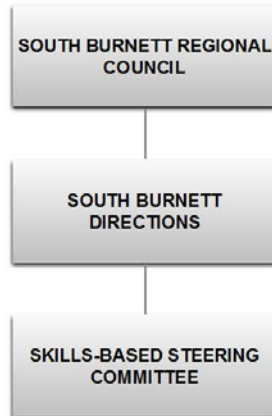 SOUTH BURNETT REGIONAL
COUNCIL
SOUTH BURNETT
DIRECTIONS
SKILLS-BASED STEERING
COMMITTEE